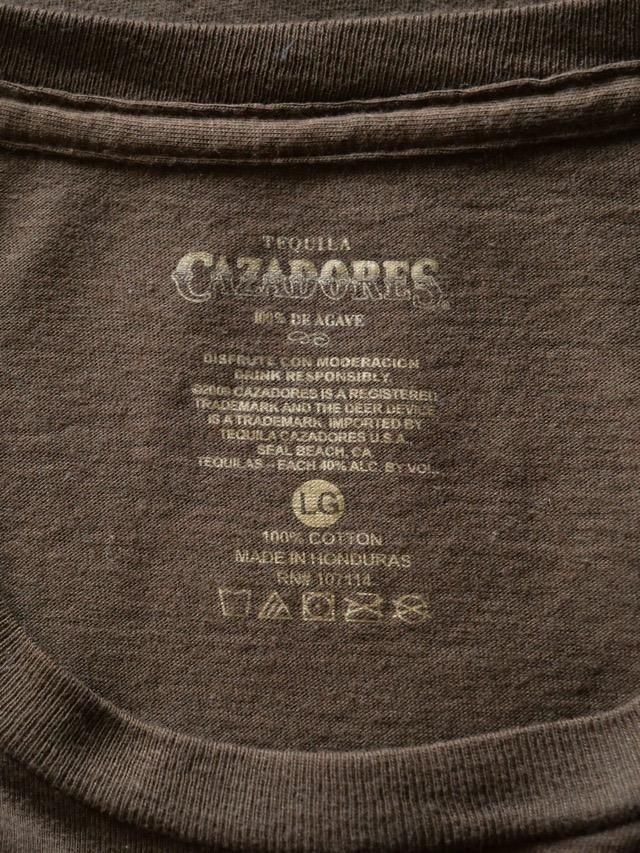 TEQUILA
CAZADORES®
100% DE AGAVE
DISFRUTE CON MODERACION
DRINK RESPONSIBLY.
©2006 CAZADORES IS A REGISTERED
TRADEMARK AND THE DEER DEVICE
IS A TRADEMARK. IMPORTED BY
TEQUILA CAZADORES U.S.A.,
SEAL BEACH, CA
TEQUILAS - EACH 40% ALC. BY VOL.
LG
100% COTTON
MADE IN HONDURAS
RN# 107114